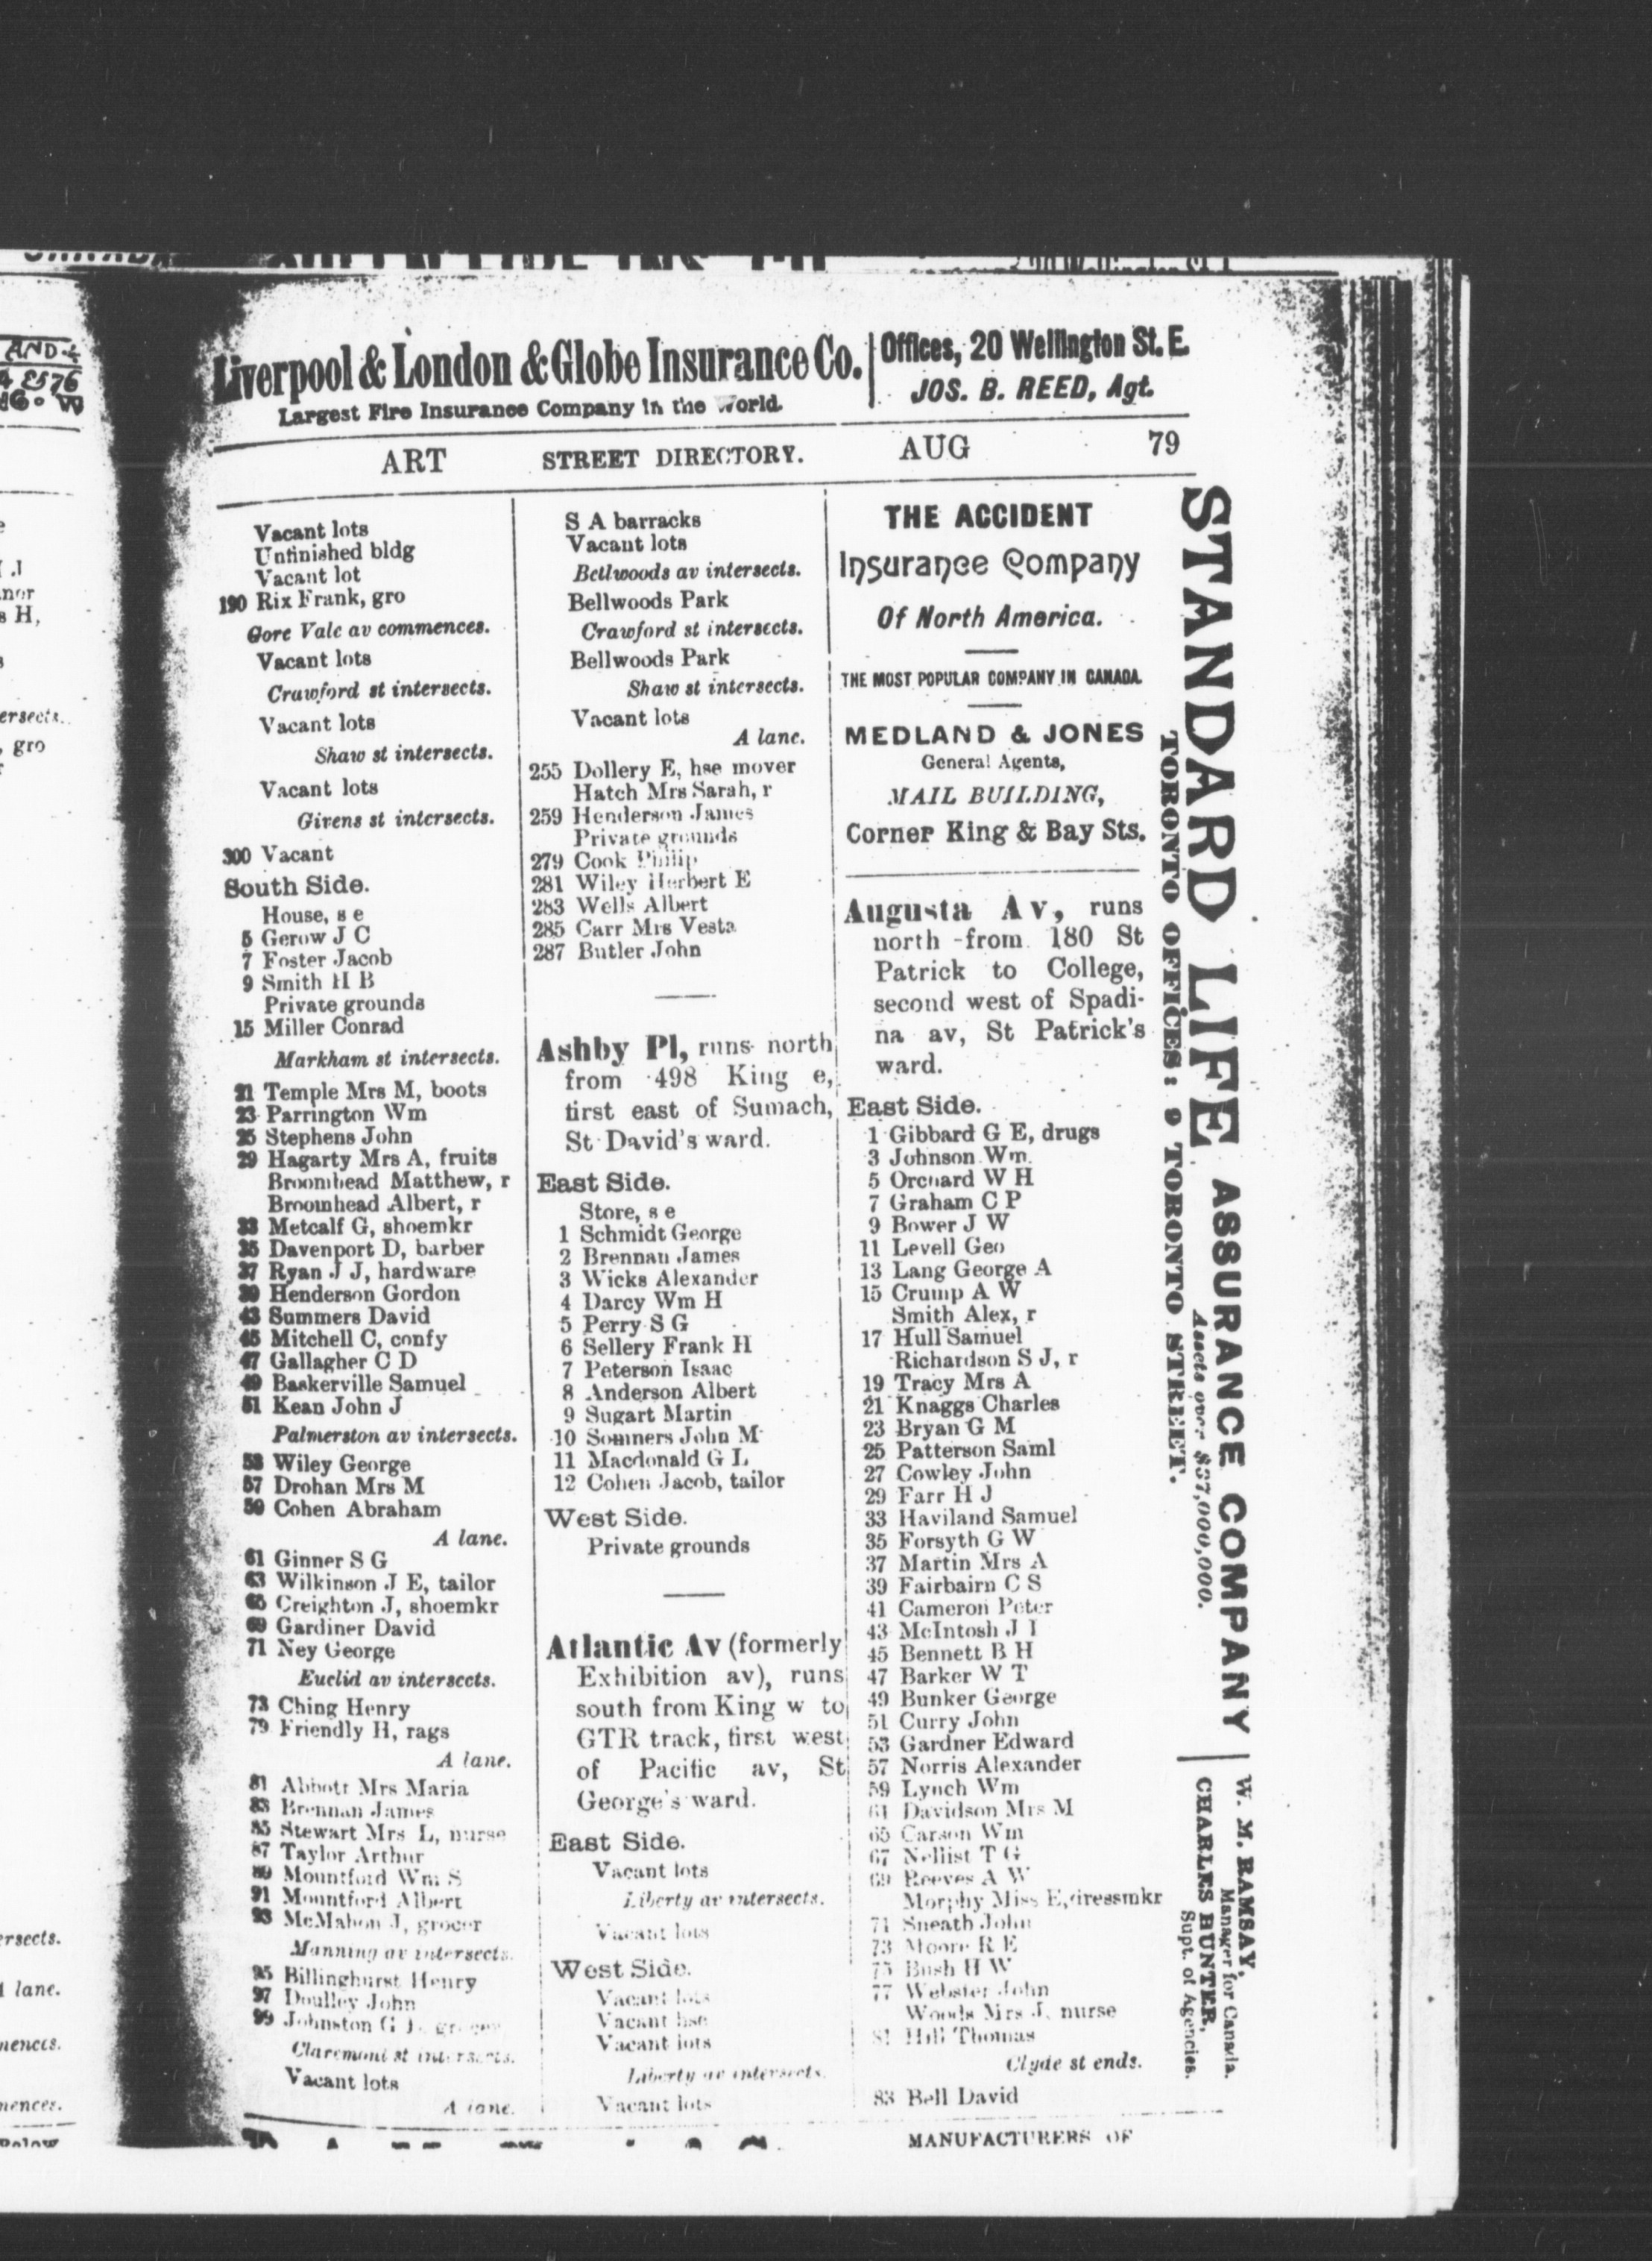 Liverpool & London & Globe Insurance Co.
Largest Fire Insurance Company in the World.
Offices, 20 Wellington St. E.
JOS. B. REED, Agt.
ART STREET DIRECTORY. AUG 79
Vacant lots
Unfinished bldg
Vacant lot
190 Rix Frank, gro
Gore Vale av commences.
Vacant lots
Crawford st intersects.
Vacant lots
Shaw st intersects.
Vacant lots
Givens st intersects.
300 Vacant
South Side.
House, s e
5 Gerow J C
7 Foster Jacob
9 Smith H B
Private grounds
15 Miller Conrad
Markham st intersects.
21 Temple Mrs M, boots
23 Parrington Wm
25 Stephens John
29 Hagarty Mrs A, fruits
Broomhead Matthew, r
Broomhead Albert, r
33 Metcalf G, shoemkr
35 Davenport D, barber
37 Ryan J J, hardware
39 Henderson Gordon
43 Summers David
45 Mitchell C, confy
47 Gallagher C D
49 Baskerville Samuel
51 Kean John J
Palmerston av intersects.
53 Wiley George
57 Drohan Mrs M
59 Cohen Abraham
A lane.
61 Ginner S G
63 Wilkinson J E, tailor
65 Creighton J, shoemkr
69 Gardiner David
71 Ney George
Euclid av intersects.
73 Ching Henry
79 Friendly H, rags
A lane.
81 Abbott Mrs Maria
83 Brennan James
85 Stewart Mrs L, nurse
87 Taylor Arthur
89 Mountford Wm S
91 Mountford Albert
93 McMahon J, grocer
Manning av intersects.
95 Billinghurst Henry
97 Doulley John
99 Johnston G
Claremont st intersects.
Vacant lots
A lane.
S A barracks
Vacant lots
Bellwoods av intersects.
Bellwoods Park
Crawford st intersects.
Bellwoods Park
Shaw st intersects.
Vacant lots
A lane.
255 Dollery E, hse mover
Hatch Mrs Sarah, r
259 Henderson James
Private grounds
279 Cook Philip
281 Wiley Herbert E
283 Wells Albert
285 Carr Mrs Vesta
287 Butler John
Ashby Pl, runs north
from 498 King e,
first east of Sumach,
St David's ward.
East Side.
Store, s e
1 Schmidt George
2 Brennan James
3 Wicks Alexander
4 Darcy Wm H
5 Perry S G
6 Sellery Frank H
7 Peterson Isaac
8 Anderson Albert
9 Sugart Martin
10 Somners John M
11 Macdonald G L
12 Cohen Jacob, tailor
West Side.
Private grounds
Atlantic Av (formerly
Exhibition av), runs
south from King w to
GTR track, first west
of Pacific av, St
George's ward.
East Side.
Vacant lots
Liberty av intersects.
Vacant lots
West Side.
Vacant lots
Vacant hse
Vacant lots
Liberty av intersects.
Vacant lots
THE ACCIDENT
Insurance Company
Of North America.
THE MOST POPULAR COMPANY IN CANADA.
MEDLAND & JONES
General Agents,
MAIL BUILDING,
Corner King & Bay Sts.
Augusta Av, runs
north from 180 St
Patrick to College,
second west of Spadi-
na av, St Patrick's
ward.
East Side.
1 Gibbard G E, drugs
3 Johnson Wm.
5 Orchard W H
7 Graham C P
9 Bower J W
11 Levell Geo
13 Lang George A
15 Crump A W
Smith Alex, r
17 Hull Samuel
Richardson S J, r
19 Tracy Mrs A
21 Knaggs Charles
23 Bryan G M
25 Patterson Saml
27 Cowley John
29 Farr H J
33 Haviland Samuel
35 Forsyth G W
37 Martin Mrs A
39 Fairbairn C S
41 Cameron Peter
43 McIntosh J I
45 Bennett B H
47 Barker W T
49 Bunker George
51 Curry John
53 Gardner Edward
57 Norris Alexander
59 Lynch Wm
61 Davidson Mrs M
65 Carson Wm
67 Nellist T G
69 Reeves A W
Morphy Miss E, dressmkr
71 Sneath John
73 Moore R E
75 Bush H W
77 Webster John
Woods Mrs J, nurse
81 Hill Thomas
Clyde st ends.
83 Bell David
MANUFACTURERS OF
STANDARD LIFE ASSURANCE COMPANY
TORONTO OFFICES: 9 TORONTO STREET.
Assets over $37,000,000.
W. M. RAMSAY,
Manager for Canada.
CHARLES HUNTER,
Supt. of Agencies.